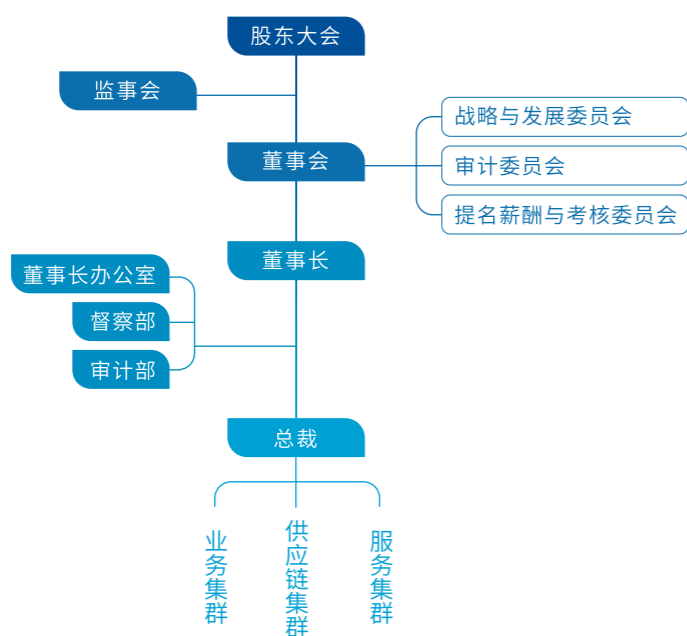 股东大会
监事会
战略与发展委员会
董事会
审计委员会
提名薪酬与考核委员会
董事长
董事长办公室
督察部
审计部
总裁
业务集群
供应链集群
服务集群